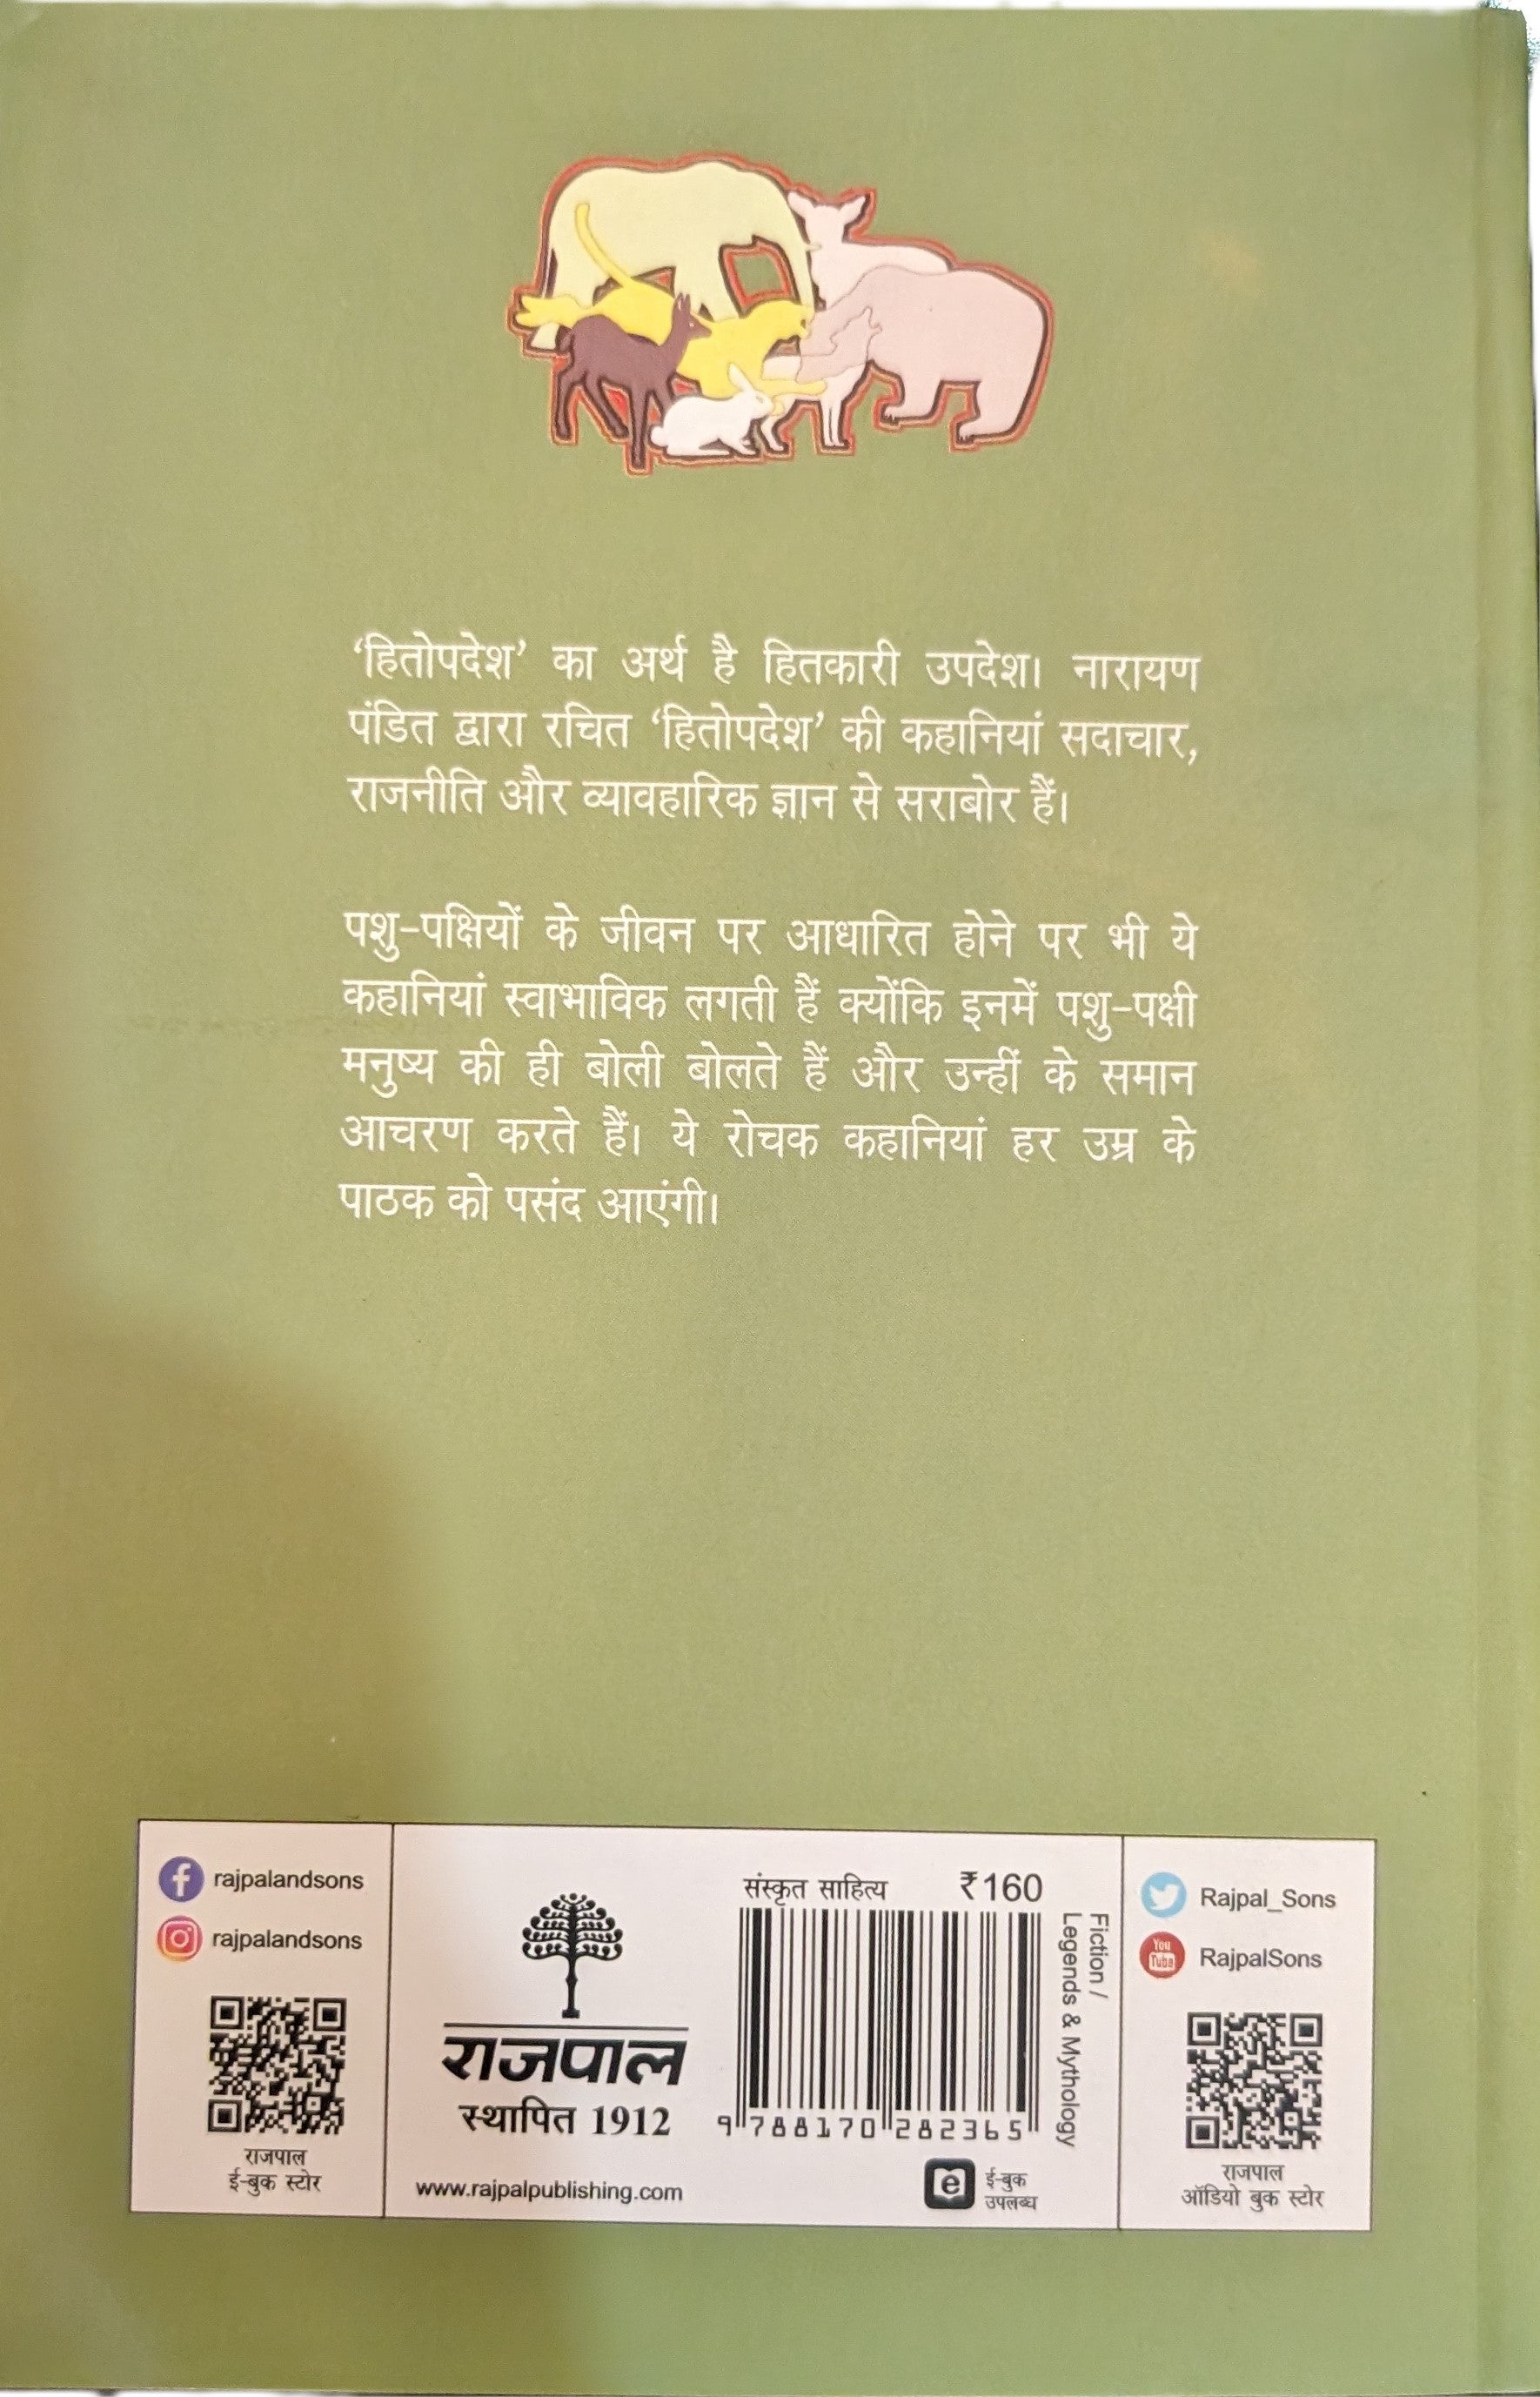 ‘हितोपदेश’ का अर्थ है हितकारी उपदेश। नारायण
पंडित द्वारा रचित ‘हितोपदेश’ की कहानियां सदाचार,
राजनीति और व्यावहारिक ज्ञान से सराबोर हैं।
पशु-पक्षियों के जीवन पर आधारित होने पर भी ये
कहानियां स्वाभाविक लगती हैं क्योंकि इनमें पशु-पक्षी
मनुष्य की ही बोली बोलते हैं और उन्हीं के समान
आचरण करते हैं। ये रोचक कहानियां हर उम्र के
पाठक को पसंद आएंगी।
rajpalandsons
rajpalandsons
राजपाल
ई-बुक स्टोर
राजपाल
स्थापित 1912
www.rajpalpublishing.com
संस्कृत साहित्य ₹160
9 788170 282365
Fiction /
Legends & Mythology
e
ई-बुक
उपलब्ध
Rajpal_Sons
You
Tube
RajpalSons
राजपाल
ऑडियो बुक स्टोर